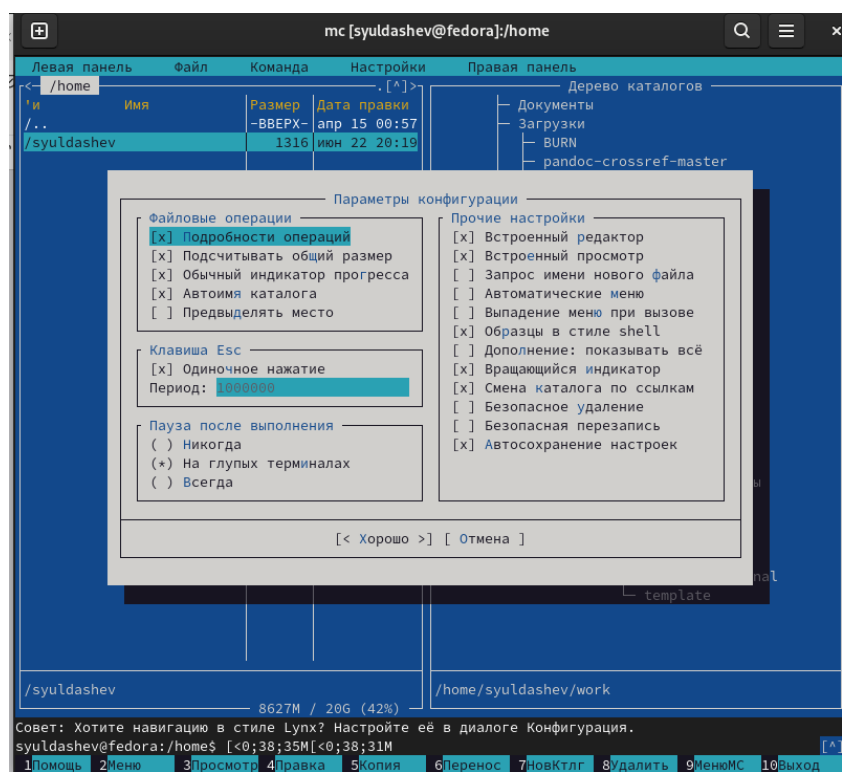 mc [syuldashev@fedora]:/home
Левая панель Файл Команда Настройки Правая панель
<— /home .[^]>
Дерево каталогов
'и Имя Размер Дата правки
/.. -ВВЕРХ- апр 15 00:57
/syuldashev 1316 июн 22 20:19
Документы
Загрузки
BURN
pandoc-crossref-master
Параметры конфигурации
Файловые операции
[x] Подробности операций
[x] Подсчитывать общий размер
[x] Обычный индикатор прогресса
[x] Автоимя каталога
[ ] Предвыделять место
Клавиша Esc
[x] Одиночное нажатие
Период: 1000000
Пауза после выполнения
( ) Никогда
(*) На глупых терминалах
( ) Всегда
Прочие настройки
[x] Встроенный редактор
[x] Встроенный просмотр
[ ] Запрос имени нового файла
[ ] Автоматические меню
[ ] Выпадение меню при вызове
[x] Образцы в стиле shell
[ ] Дополнение: показывать всё
[x] Вращающийся индикатор
[x] Смена каталога по ссылкам
[ ] Безопасное удаление
[ ] Безопасная перезапись
[x] Автосохранение настроек
[< Хорошо >] [ Отмена ]
ы
nal
template
/syuldashev
8627M / 20G (42%)
/home/syuldashev/work
Совет: Хотите навигацию в стиле Lynx? Настройте её в диалоге Конфигурация.
syuldashev@fedora:/home$ [<0;38;35M[<0;38;31M
[^]
1Помощь 2Меню 3Просмотр 4Правка 5Копия 6Перенос 7НовКтлг 8Удалить 9МенюMC 10Выход